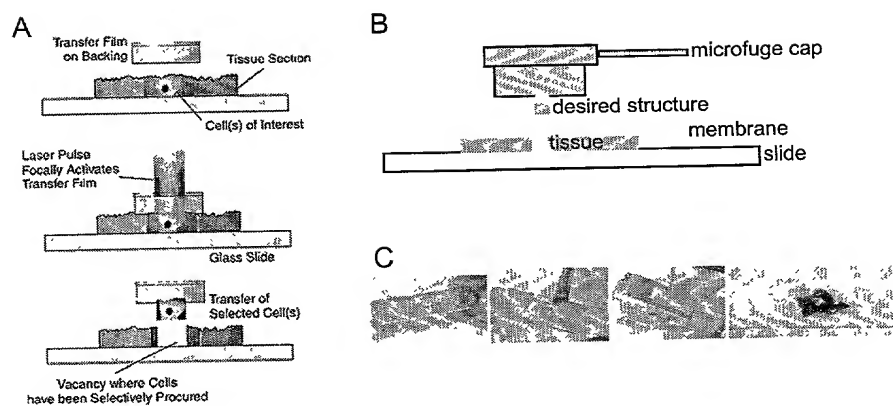 A
Transfer Film
on Backing
Tissue Section
Cell(s) of Interest
Laser Pulse
Focally Activates
Transfer Film
Glass Slide
Transfer of
Selected Cell(s)
Vacancy where Cells
have been Selectively Procured
B
microfuge cap
desired structure
tissue
membrane
slide
C